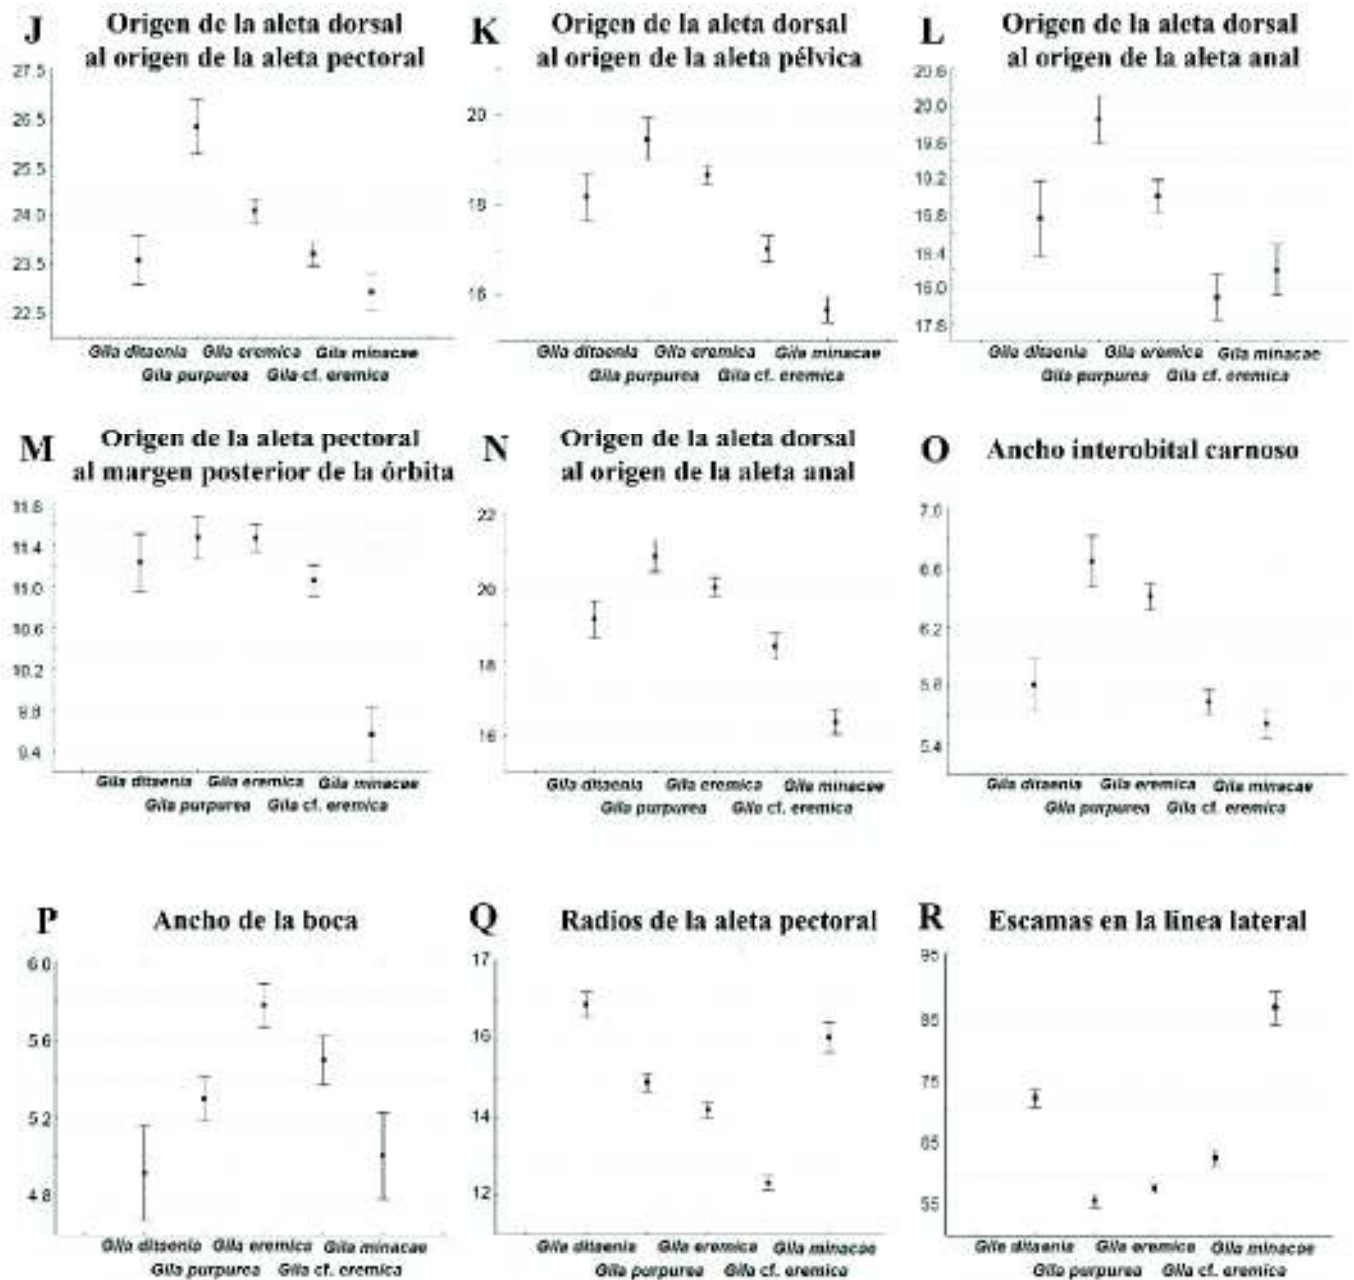 J Origen de la aleta dorsal
al origen de la aleta pectoral
27.5
26.5
25.5
24.0
23.5
22.5
Gila ditaenia Gila eremica Gila minacae
Gila purpurea Gila cf. eremica
K Origen de la aleta dorsal
al origen de la aleta pélvica
20
18
16
Gila ditaenia Gila eremica Gila minacae
Gila purpurea Gila cf. eremica
L Origen de la aleta dorsal
al origen de la aleta anal
20.0
19.6
19.2
Gila ditaenia Gila eremica Gila minacae
Gila purpurea Gila cf. eremica
M Origen de la aleta pectoral
al margen posterior de la órbita
11.8
11.4
11.0
9.4
Gila ditaenia Gila eremica Gila minacae
Gila purpurea Gila cf. eremica
N Origen de la aleta dorsal
al origen de la aleta anal
22
20
18
16
Gila ditaenia Gila eremica Gila minacae
Gila purpurea Gila cf. eremica
O Ancho interobital carnoso
7.0
6.6
6.2
5.8
5.4
Gila ditaenia Gila eremica Gila minacae
Gila purpurea Gila cf. eremica
P Ancho de la boca
6.0
5.6
5.2
4.8
Gila ditaenia Gila eremica Gila minacae
Gila purpurea Gila cf. eremica
Q Radios de la aleta pectoral
17
16
14
12
Gila ditaenia Gila eremica Gila minacae
Gila purpurea Gila cf. eremica
R Escamas en la línea lateral
95
85
75
65
55
Gila ditaenia Gila eremica Gila minacae
Gila purpurea Gila cf. eremica